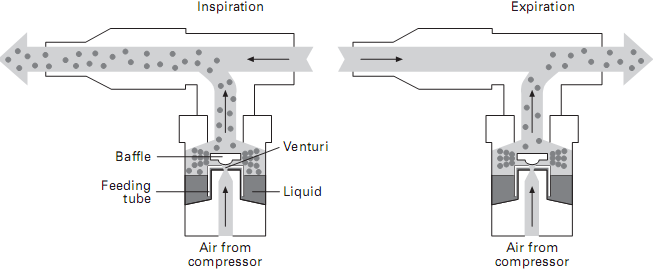 Inspiration
Expiration
Baffle
Venturi
Feeding
tube
Liquid
Air from
compressor
Air from
compressor